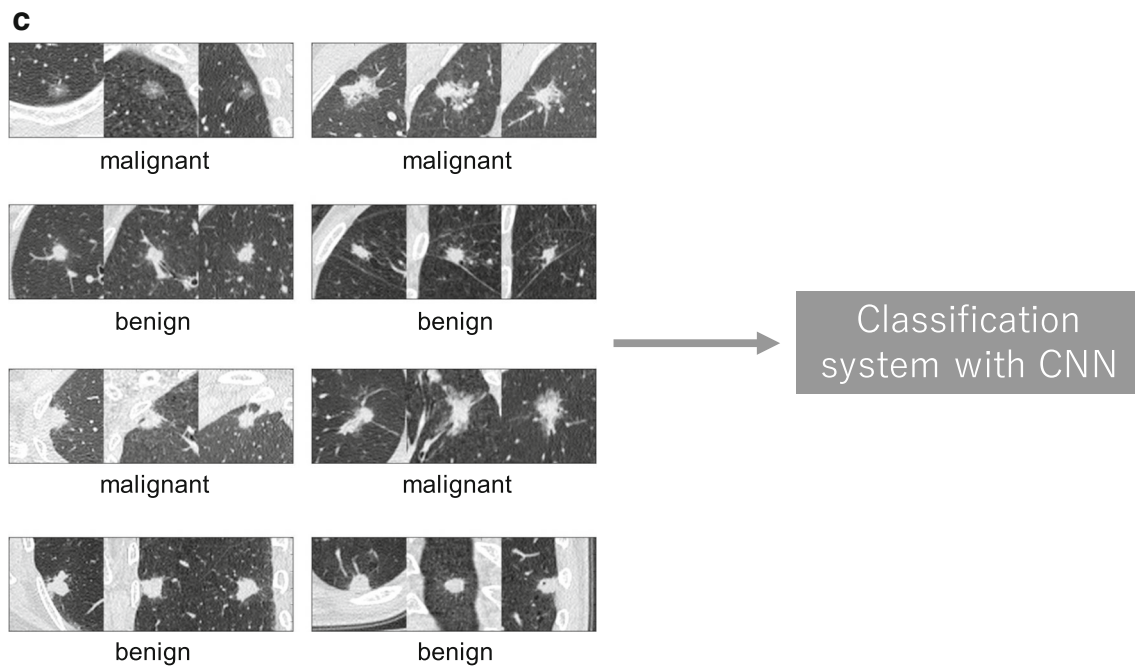 c
malignant
malignant
benign
benign
malignant
malignant
benign
benign
Classification
system with CNN